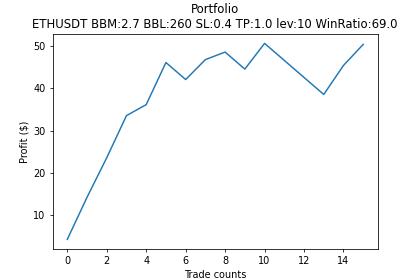 Portfolio
ETHUSDT BBM:2.7 BBL:260 SL:0.4 TP:1.0 lev:10 WinRatio:69.0
50
40
30
20
10
Profit ($)
0 2 4 6 8 10 12 14
Trade counts